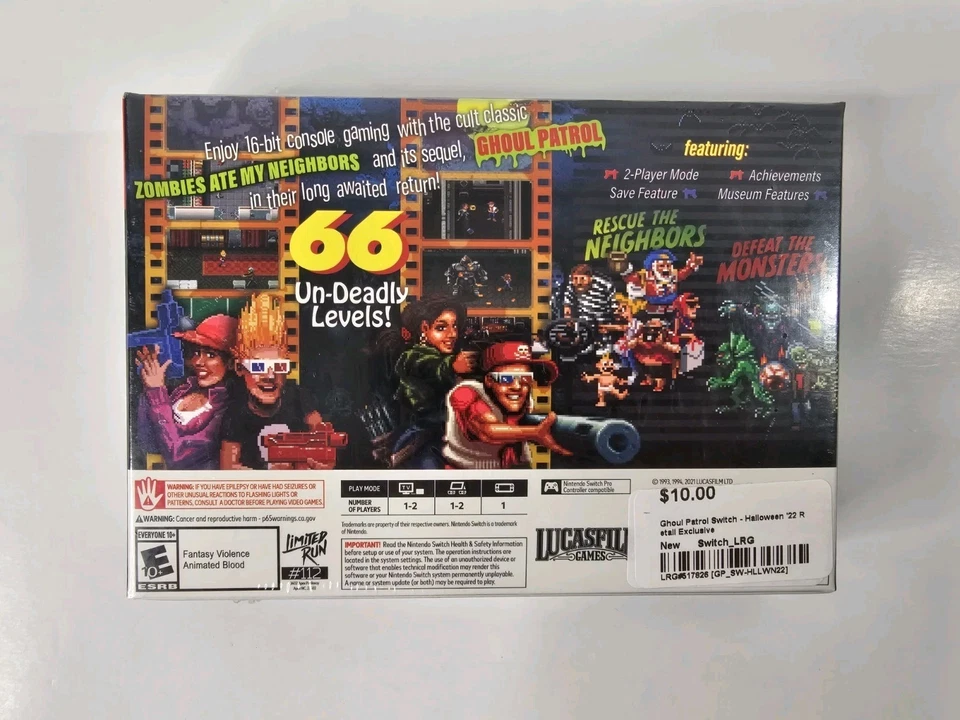 Enjoy 16-bit console gaming with the cult classic
ZOMBIES ATE MY NEIGHBORS and its sequel, GHOUL PATROL
in their long awaited return!
66
Un-Deadly
Levels!
featuring:
2-Player Mode
Achievements
Save Feature
Museum Features
RESCUE THE
NEIGHBORS
DEFEAT THE
MONSTERS
WARNING: IF YOU HAVE EPILEPSY OR HAVE HAD SEIZURES OR
OTHER UNUSUAL REACTIONS TO FLASHING LIGHTS OR
PATTERNS, CONSULT A DOCTOR BEFORE PLAYING VIDEO GAMES.
WARNING: Cancer and reproductive harm - p65warnings.ca.gov
EVERYONE 10+
E
10+
ESRB
Fantasy Violence
Animated Blood
LIMITED
RUN
#112
PLAY MODE
TV
NUMBER
OF PLAYERS
1-2
1-2
1
Nintendo Switch Pro
Controller compatible
Trademarks are property of their respective owners. Nintendo Switch is a trademark
of Nintendo.
IMPORTANT! Read the Nintendo Switch Health & Safety Information
before setup or use of your system. The operation instructions are
located in the system settings. The use of an unauthorized device or
software that enables technical modification may render this
software or your Nintendo Switch system permanently unplayable.
A name or system update (or both) may be required to play.
© 1993, 1994, 2021 LUCASFILM LTD
LUCASFIL
GAMES
$10.00
Ghoul Patrol Switch - Halloween '22 R
etail Exclusive
New Switch_LRG
LRG#517826 [GP_SW-HLLWN22]